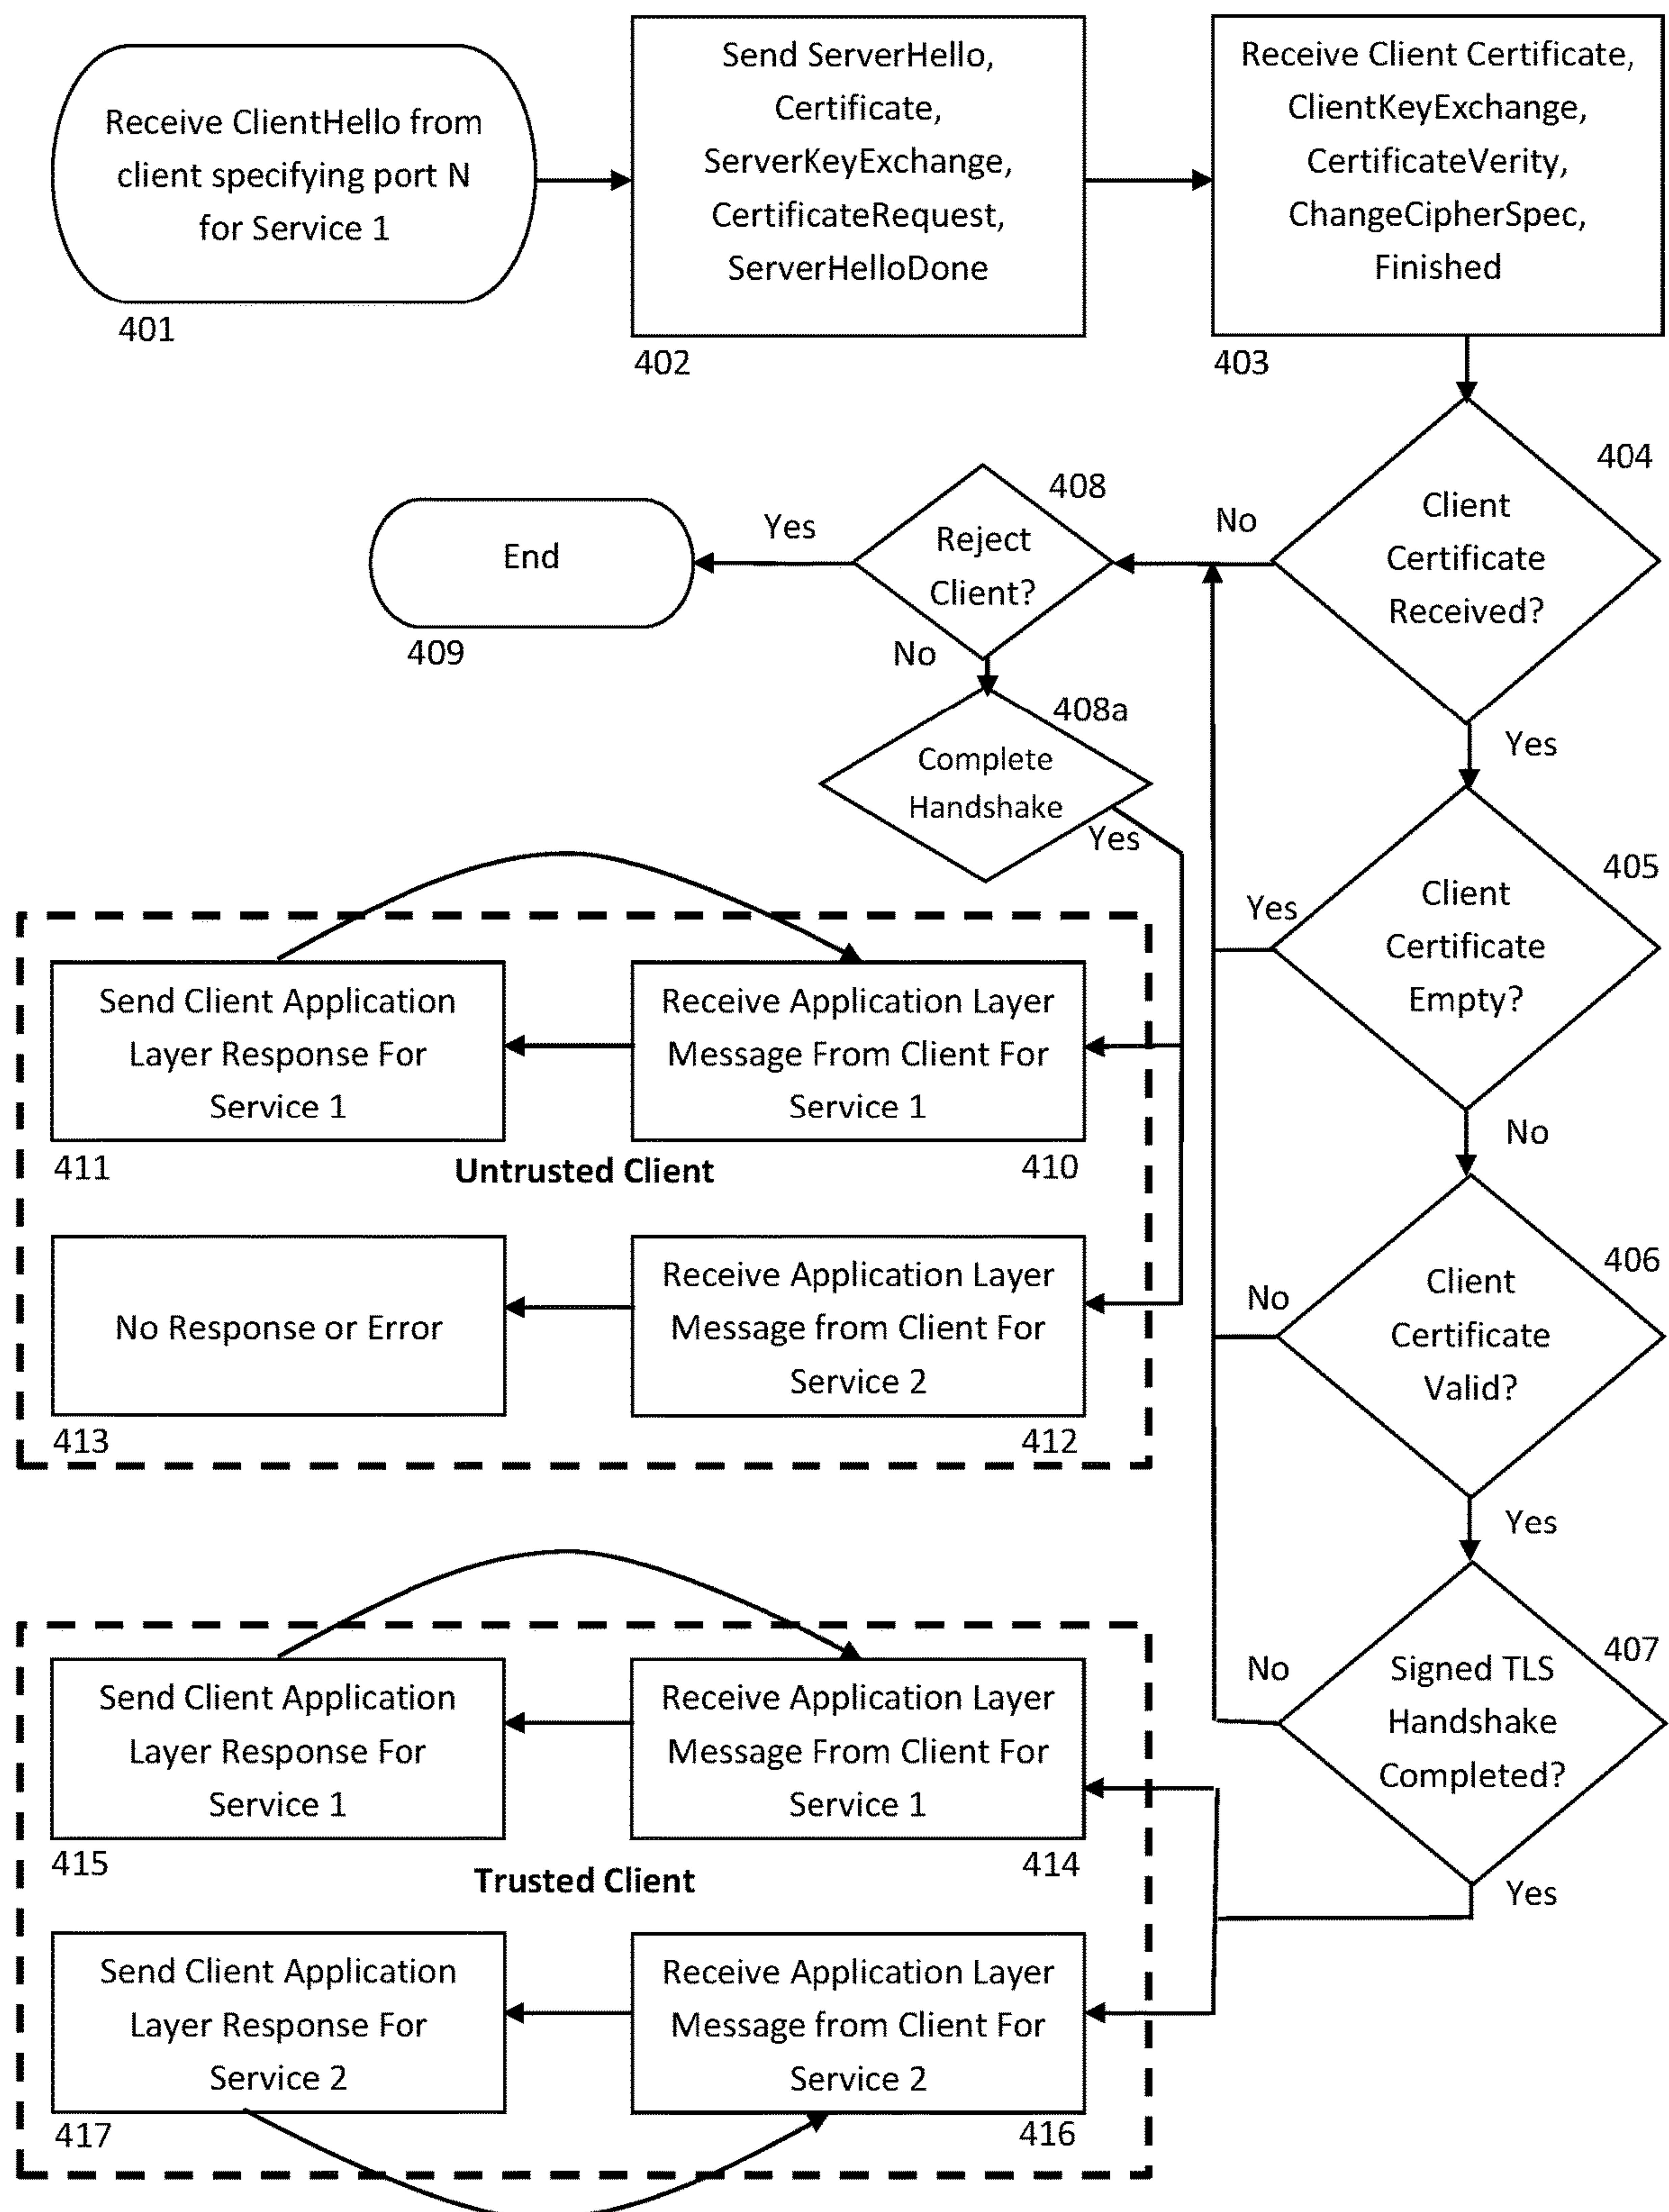 Receive ClientHello from
client specifying port N
for Service 1
401
Send ServerHello,
Certificate,
ServerKeyExchange,
CertificateRequest,
ServerHelloDone
402
Receive Client Certificate,
ClientKeyExchange,
CertificateVerity,
ChangeCipherSpec,
Finished
403
404
Client
Certificate
Received?
No
Yes
408
Reject
Client?
Yes
No
End
409
408a
Complete
Handshake
Yes
405
Client
Certificate
Empty?
Yes
No
406
Client
Certificate
Valid?
No
Yes
407
Signed TLS
Handshake
Completed?
No
Yes
Send Client Application
Layer Response For
Service 1
411
Receive Application Layer
Message From Client For
Service 1
410
Untrusted Client
No Response or Error
413
Receive Application Layer
Message from Client For
Service 2
412
Send Client Application
Layer Response For
Service 1
415
Receive Application Layer
Message From Client For
Service 1
414
Trusted Client
Send Client Application
Layer Response For
Service 2
417
Receive Application Layer
Message from Client For
Service 2
416